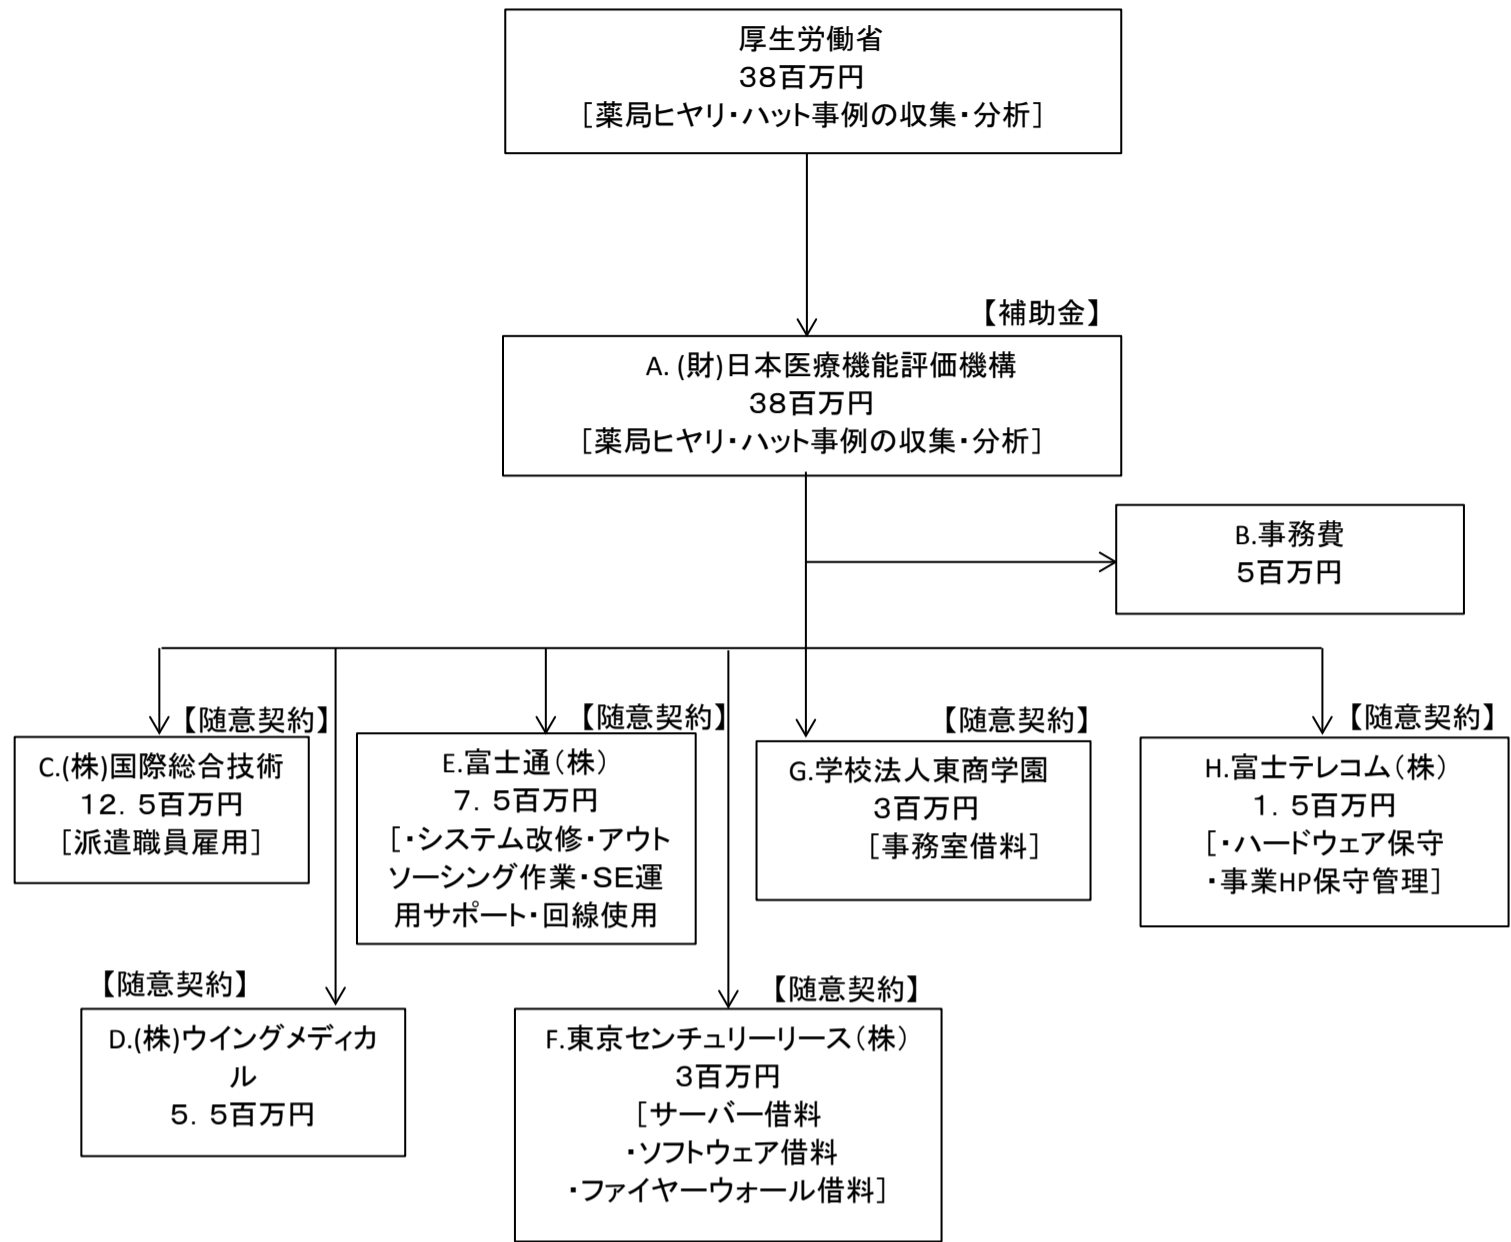 厚生労働省
38百万円
[薬局ヒヤリ・ハット事例の収集・分析]
【補助金】
A. (財)日本医療機能評価機構
38百万円
[薬局ヒヤリ・ハット事例の収集・分析]
B.事務費
5百万円
【随意契約】
C.(株)国際総合技術
12.5百万円
[派遣職員雇用]
【随意契約】
E.富士通(株)
7.5百万円
[・システム改修・アウト
ソーシング作業・SE運
用サポート・回線使用
【随意契約】
G.学校法人東商学園
3百万円
[事務室借料]
【随意契約】
H.富士テレコム(株)
1.5百万円
[・ハードウェア保守
・事業HP保守管理]
【随意契約】
D.(株)ウイングメディカ
ル
5.5百万円
【随意契約】
F.東京センチュリーリース(株)
3百万円
[サーバー借料
・ソフトウェア借料
・ファイヤーウォール借料]